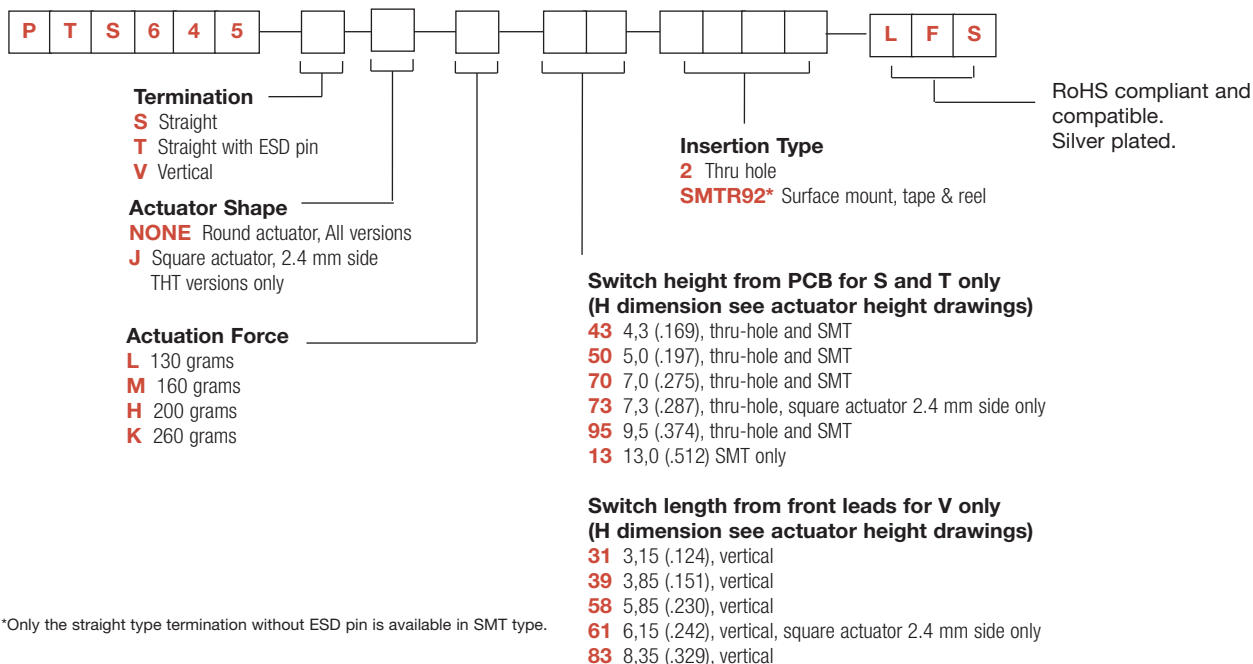 P T S 6 4 5
L F S
RoHS compliant and
compatible.
Silver plated.
Termination
S Straight
T Straight with ESD pin
V Vertical
Actuator Shape
NONE Round actuator, All versions
J Square actuator, 2.4 mm side
THT versions only
Actuation Force
L 130 grams
M 160 grams
H 200 grams
K 260 grams
Insertion Type
2 Thru hole
SMTR92* Surface mount, tape & reel
Switch height from PCB for S and T only
(H dimension see actuator height drawings)
43 4,3 (.169), thru-hole and SMT
50 5,0 (.197), thru-hole and SMT
70 7,0 (.275), thru-hole and SMT
73 7,3 (.287), thru-hole, square actuator 2.4 mm side only
95 9,5 (.374), thru-hole and SMT
13 13,0 (.512) SMT only
Switch length from front leads for V only
(H dimension see actuator height drawings)
31 3,15 (.124), vertical
39 3,85 (.151), vertical
58 5,85 (.230), vertical
61 6,15 (.242), vertical, square actuator 2.4 mm side only
83 8,35 (.329), vertical
*Only the straight type termination without ESD pin is available in SMT type.